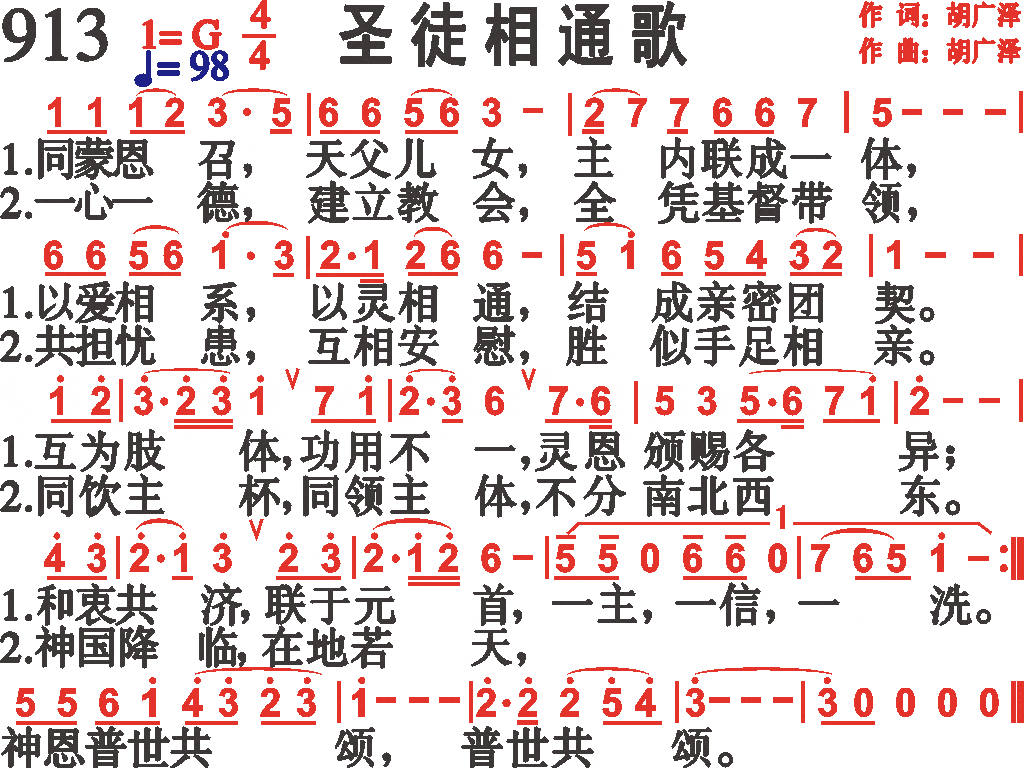 913 1=G 4/4 圣徒相通歌 作 词：胡广泽
♩=98 作 曲：胡广泽
1 1 1 2 3 · 5 | 6 6 5 6 3 - | 2 7 7 6 6 7 | 5 - - |
1.同蒙恩 召， 天父儿 女， 主 内联成一 体，
2.一心一 德， 建立教 会， 全 凭基督带 领，
6 6 5 6 1 · 3 | 2·1 2 6 6 - | 5 1 6 5 4 3 2 | 1 - -
1.以爱相 系， 以灵相 通， 结 成亲密团 契。
2.共担忧 患， 互相安 慰， 胜 似手足相 亲。
1 2 | 3·2 3 1 ∨ 7 1 | 2·3 6 ∨ 7·6 | 5 3 5·6 7 1 | 2 - - |
1.互为肢 体，功用不 一，灵恩 颁赐各 异；
2.同饮主 杯，同领主 体，不分 南北西 东。
1
4 3 | 2·1 3 ∨ 2 3 | 2·1 2 6 - | 5 5 0 6 6 0 | 7 6 5 1 - :‖
1.和衷共 济，联于元 首，一主，一信，一 洗。
2.神国降 临，在地若 天，
5 5 6 1 4 3 2 3 | 1 - - - | 2·2 2 5 4 | 3 - - - | 3 0 0 0 0 ‖
神恩普世共 颂， 普世共 颂。